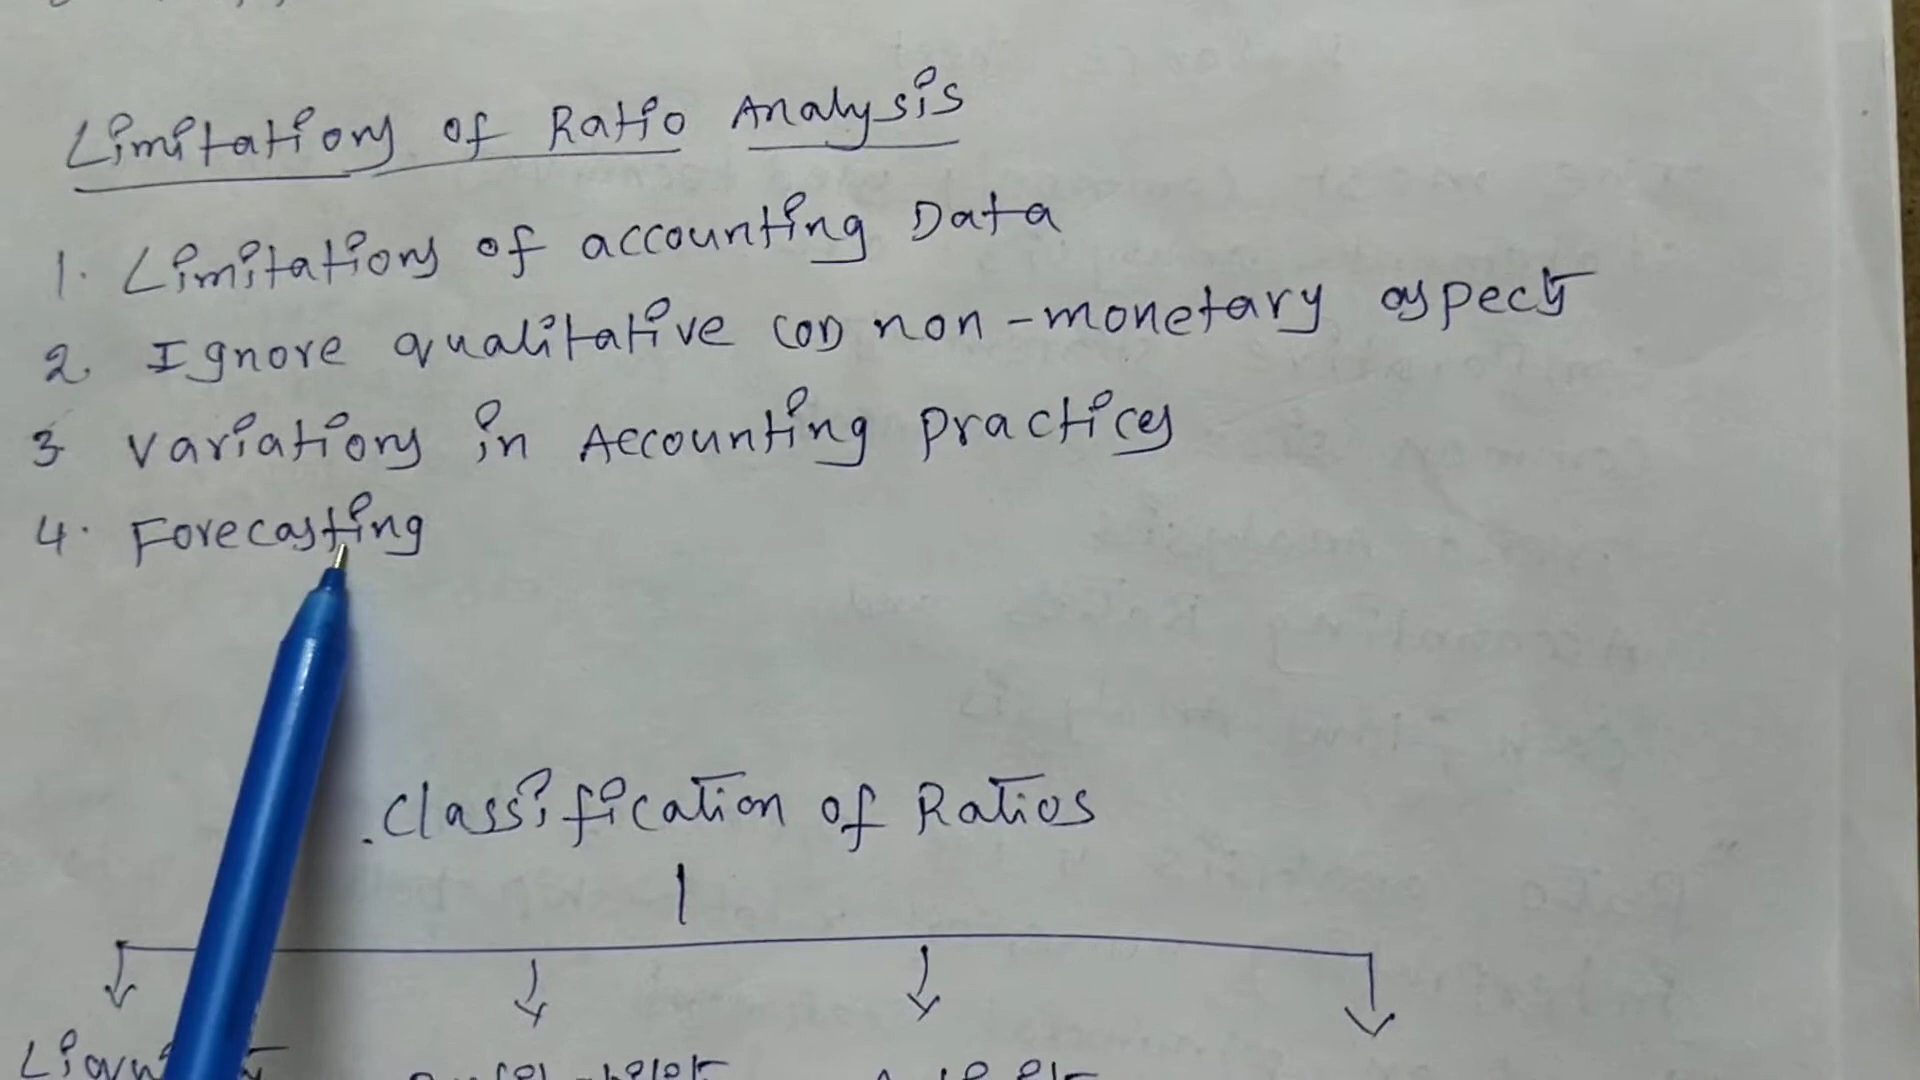 Limitations of Ratio Analysis
1. Limitations of accounting Data
2. Ignore qualitative (or) non-monetary aspects
3 Variations in Accounting practices
4. Forecasting
Classification of Ratios